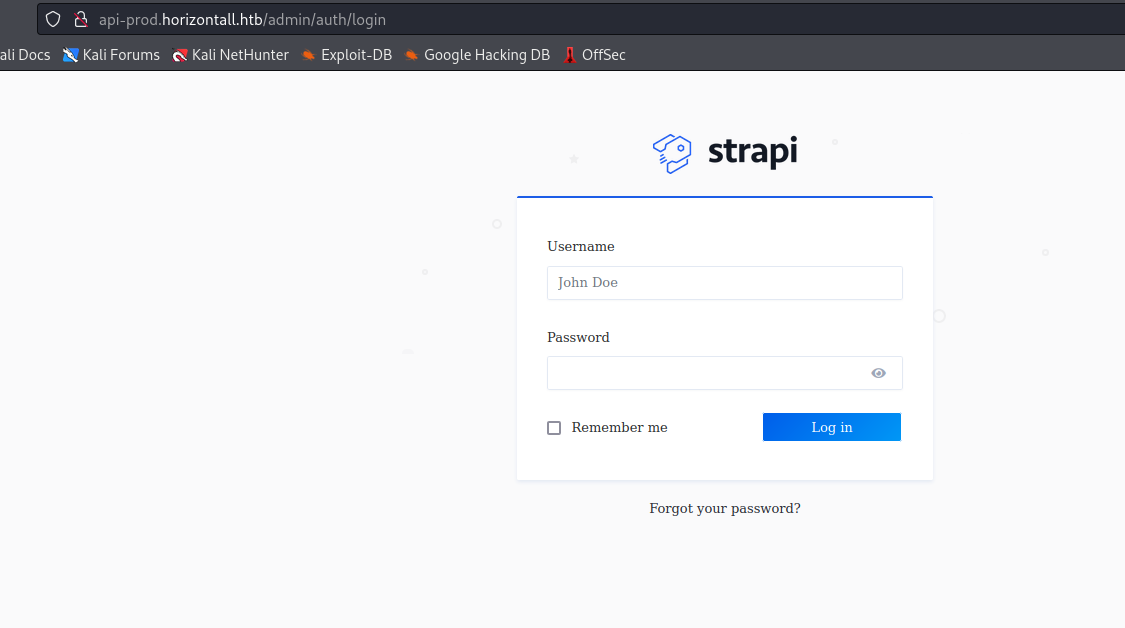 api-prod.horizontall.htb/admin/auth/login
ali Docs Kali Forums Kali NetHunter Exploit-DB Google Hacking DB OffSec
strapi
Username
John Doe
Password
Remember me Log in
Forgot your password?